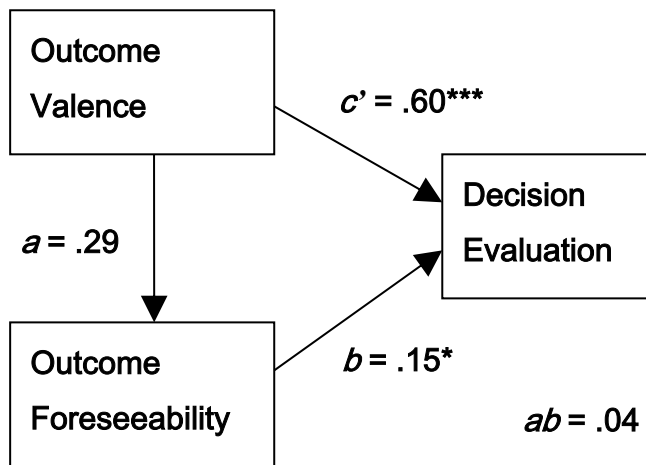 Outcome
Valence
c’ = .60***
Decision
Evaluation
a = .29
Outcome
Foreseeability
b = .15*
ab = .04